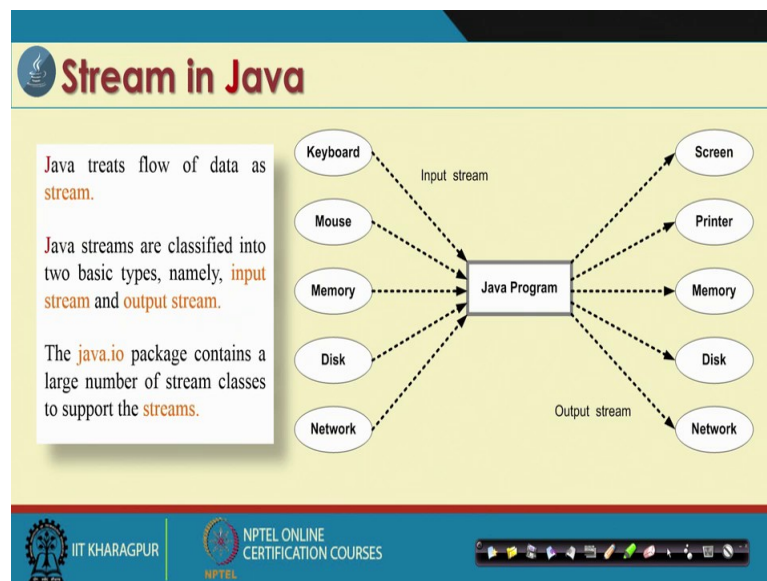 Stream in Java
Java treats flow of data as
stream.
Java streams are classified into
two basic types, namely, input
stream and output stream.
The java.io package contains a
large number of stream classes
to support the streams.
Keyboard
Mouse
Memory
Disk
Network
Input stream
Java Program
Output stream
Screen
Printer
Memory
Disk
Network
IIT KHARAGPUR
NPTEL
NPTEL ONLINE
CERTIFICATION COURSES